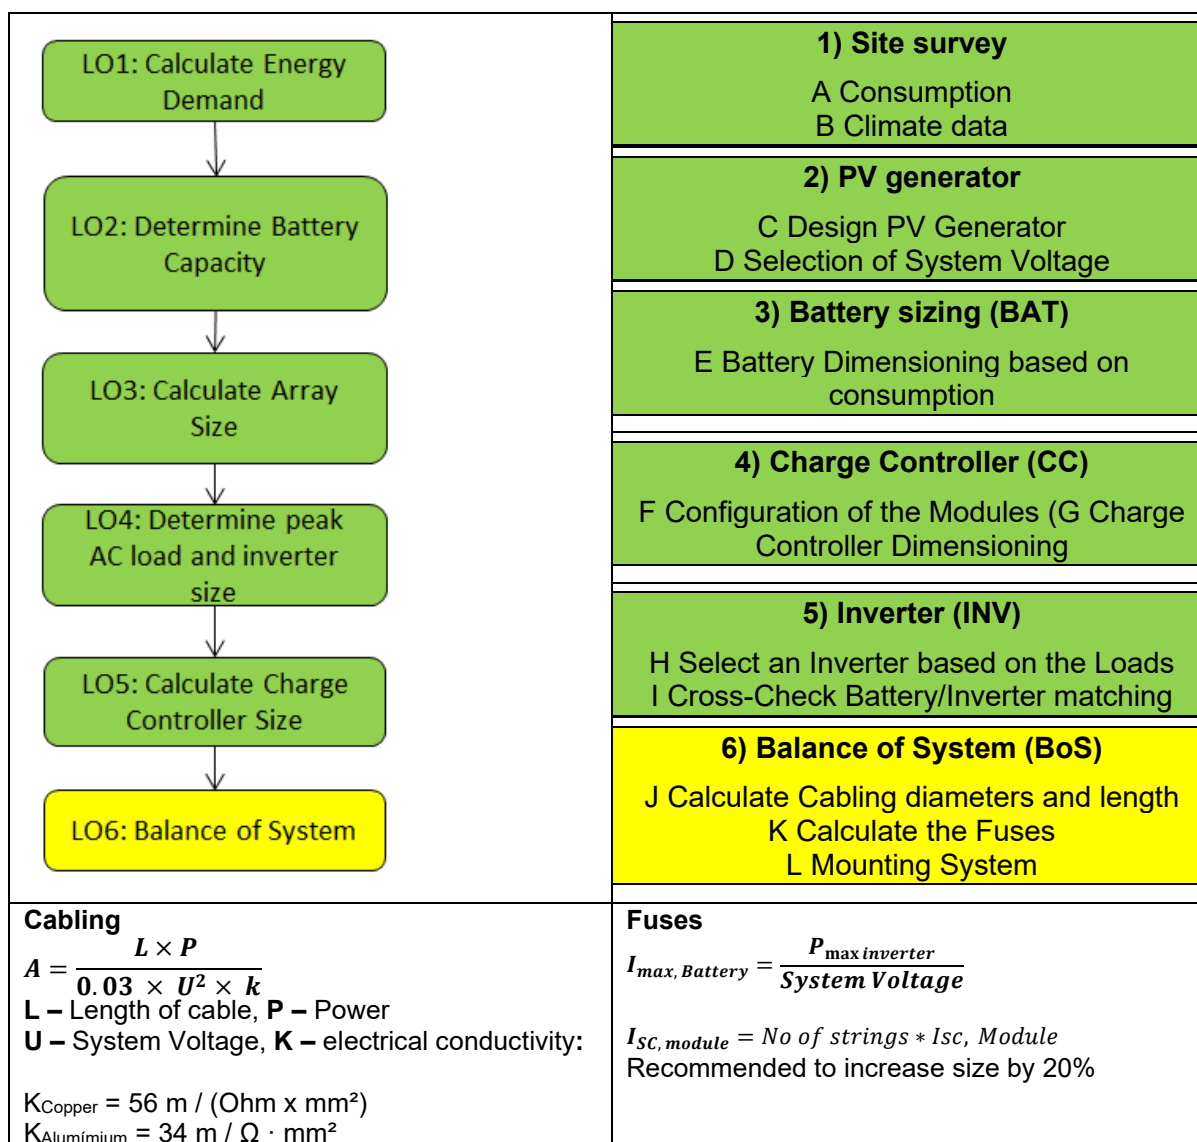 LO1: Calculate Energy
Demand
LO2: Determine Battery
Capacity
LO3: Calculate Array
Size
LO4: Determine peak
AC load and inverter
size
LO5: Calculate Charge
Controller Size
LO6: Balance of System
1) Site survey
A Consumption
B Climate data
2) PV generator
C Design PV Generator
D Selection of System Voltage
3) Battery sizing (BAT)
E Battery Dimensioning based on
consumption
4) Charge Controller (CC)
F Configuration of the Modules (G Charge
Controller Dimensioning
5) Inverter (INV)
H Select an Inverter based on the Loads
I Cross-Check Battery/Inverter matching
6) Balance of System (BoS)
J Calculate Cabling diameters and length
K Calculate the Fuses
L Mounting System
Cabling
A = L × P / 0.03 × U² × k
L – Length of cable, P – Power
U – System Voltage, K – electrical conductivity:
KCopper = 56 m / (Ohm x mm²)
KAlumímium = 34 m / Ω · mm²
Fuses
Imax, Battery = Pmax inverter / System Voltage
ISC, module = No of strings * Isc, Module
Recommended to increase size by 20%